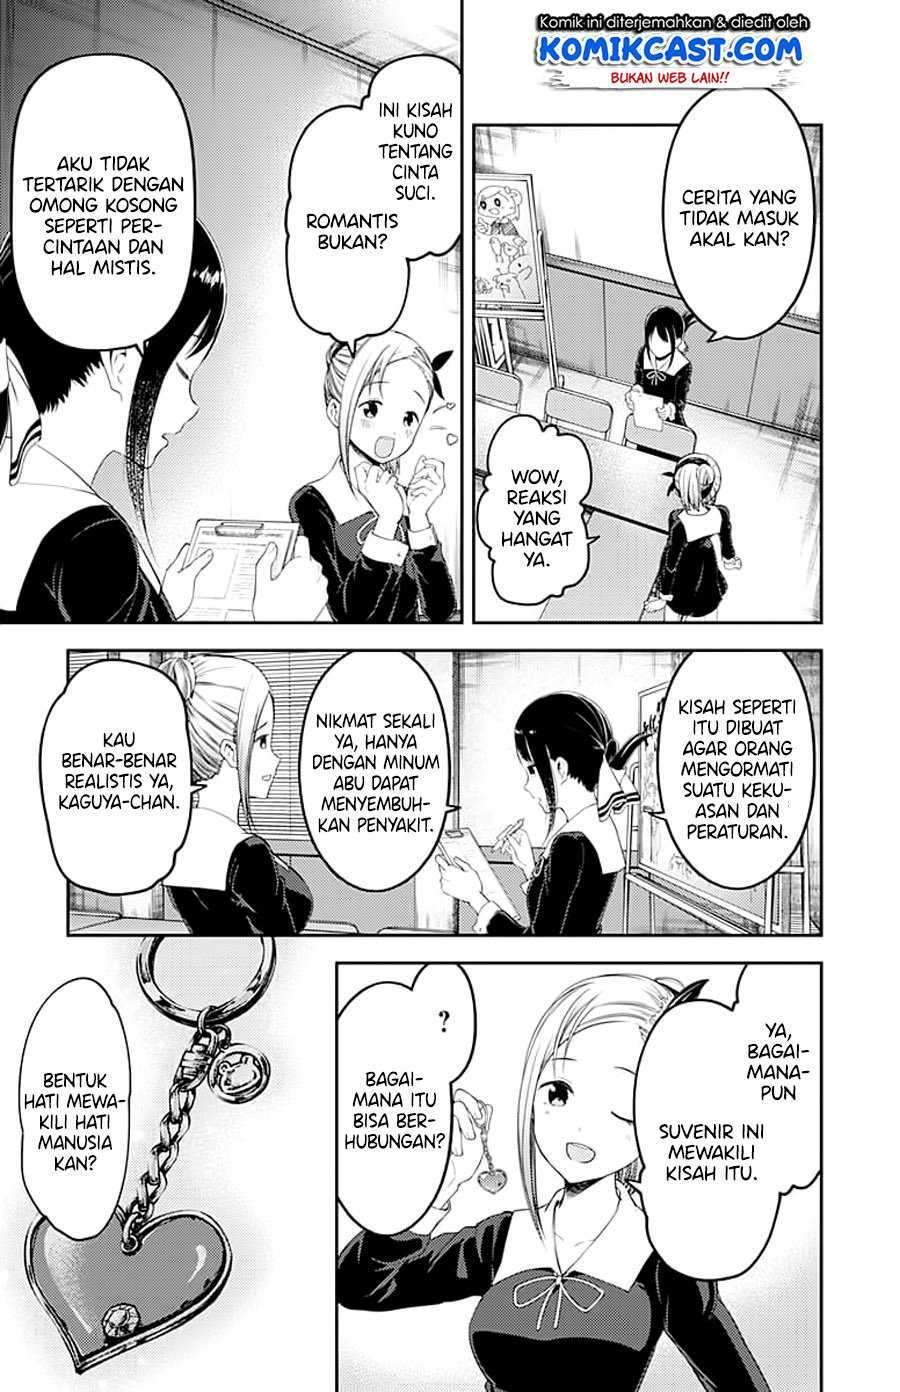 Komik ini diterjemahkan & diedit oleh
KOMIKCAST.COM
BUKAN WEB LAIN!!
CERITA YANG
TIDAK MASUK
AKAL KAN?
WOW,
REAKSI
YANG
HANGAT
YA.
INI KISAH
KUNO
TENTANG
CINTA
SUCI.
ROMANTIS
BUKAN?
AKU TIDAK
TERTARIK DENGAN
OMONG KOSONG
SEPERTI PER-
CINTAAN DAN
HAL MISTIS.
KISAH SEPERTI
ITU DIBUAT
AGAR ORANG
MENGORMATI
SUATU KEKU-
ASAN DAN
PERATURAN.
NIKMAT SEKALI
YA, HANYA
DENGAN MINUM
ABU DAPAT
MENYEMBUH-
KAN PENYAKIT.
KAU
BENAR-BENAR
REALISTIS YA,
KAGUYA-CHAN.
YA,
BAGAI-
MANA-
PUN
SUVENIR INI
MEWAKILI
KISAH ITU.
?
BAGAI-
MANA ITU
BISA BER-
HUBUNGAN?
BENTUK
HATI MEWA-
KILI HATI
MANUSIA
KAN?